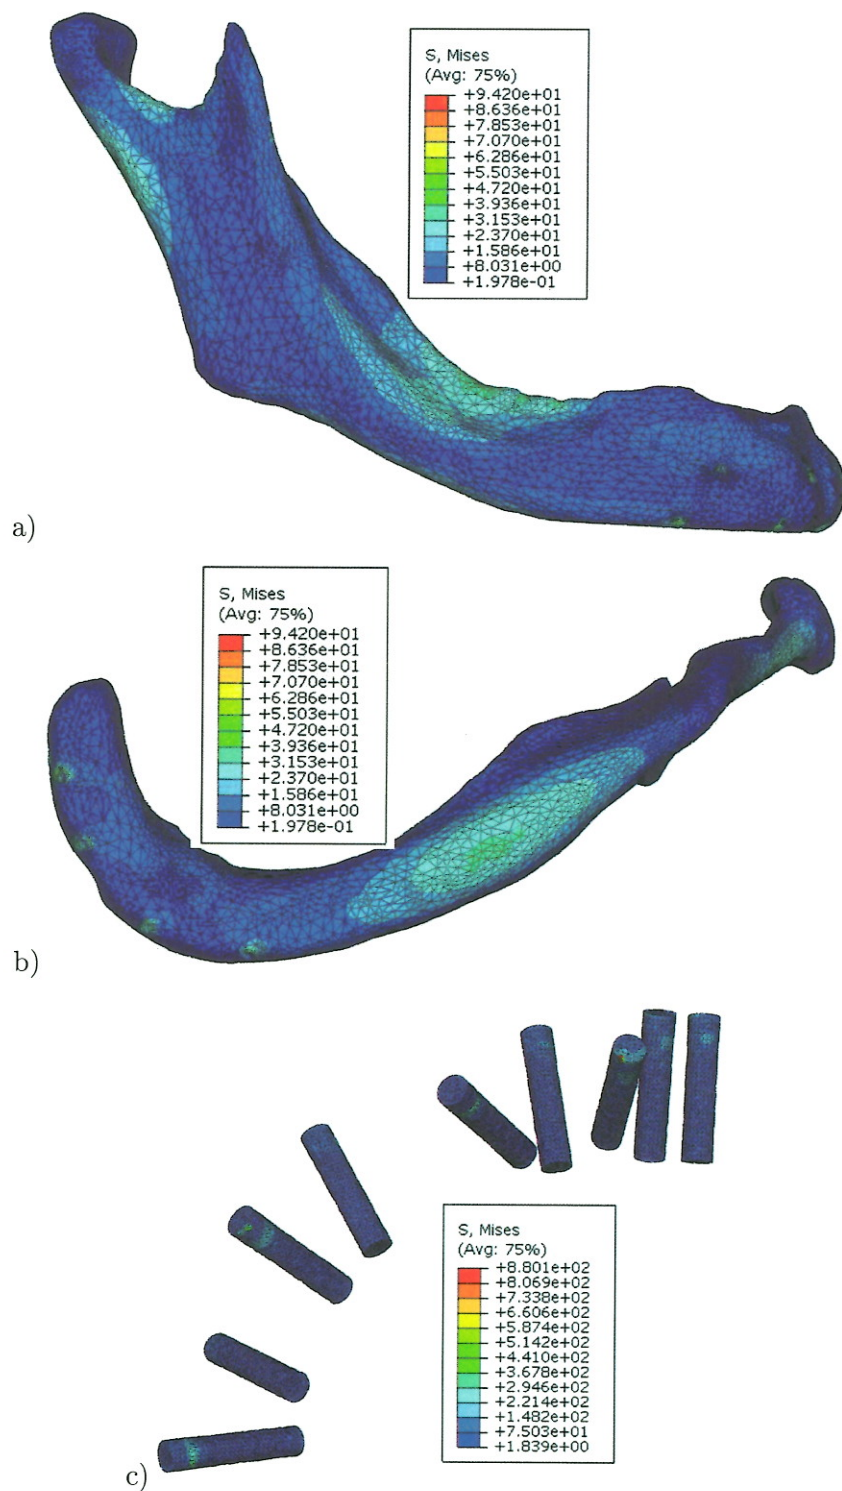 S, Mises
(Avg: 75%)
+9.420e+01
+8.636e+01
+7.853e+01
+7.070e+01
+6.286e+01
+5.503e+01
+4.720e+01
+3.936e+01
+3.153e+01
+2.370e+01
+1.586e+01
+8.031e+00
+1.978e-01
a)
S, Mises
(Avg: 75%)
+9.420e+01
+8.636e+01
+7.853e+01
+7.070e+01
+6.286e+01
+5.503e+01
+4.720e+01
+3.936e+01
+3.153e+01
+2.370e+01
+1.586e+01
+8.031e+00
+1.978e-01
b)
S, Mises
(Avg: 75%)
+8.801e+02
+8.069e+02
+7.338e+02
+6.606e+02
+5.874e+02
+5.142e+02
+4.410e+02
+3.678e+02
+2.946e+02
+2.214e+02
+1.482e+02
+7.503e+01
+1.839e+00
c)